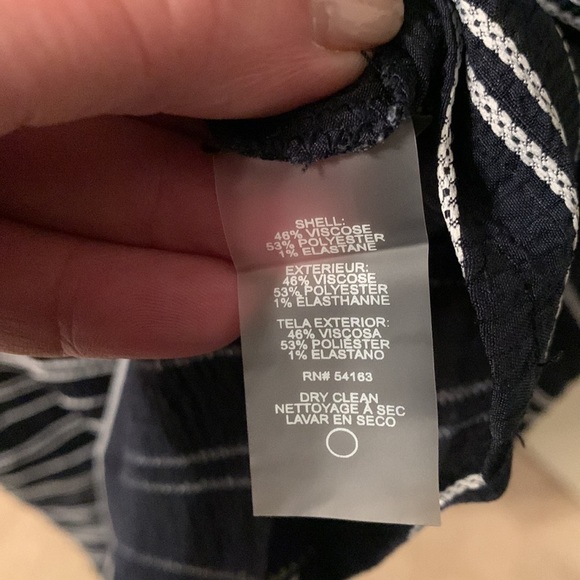 SHELL:
46% VISCOSE
53% POLYESTER
1% ELASTANE
EXTERIEUR:
46% VISCOSE
53% POLYESTER
1% ELASTHANNE
TELA EXTERIOR:
46% VISCOSA
53% POLIÉSTER
1% ELASTANO
RN# 54163
DRY CLEAN
NETTOYAGE À SEC
LAVAR EN SECO